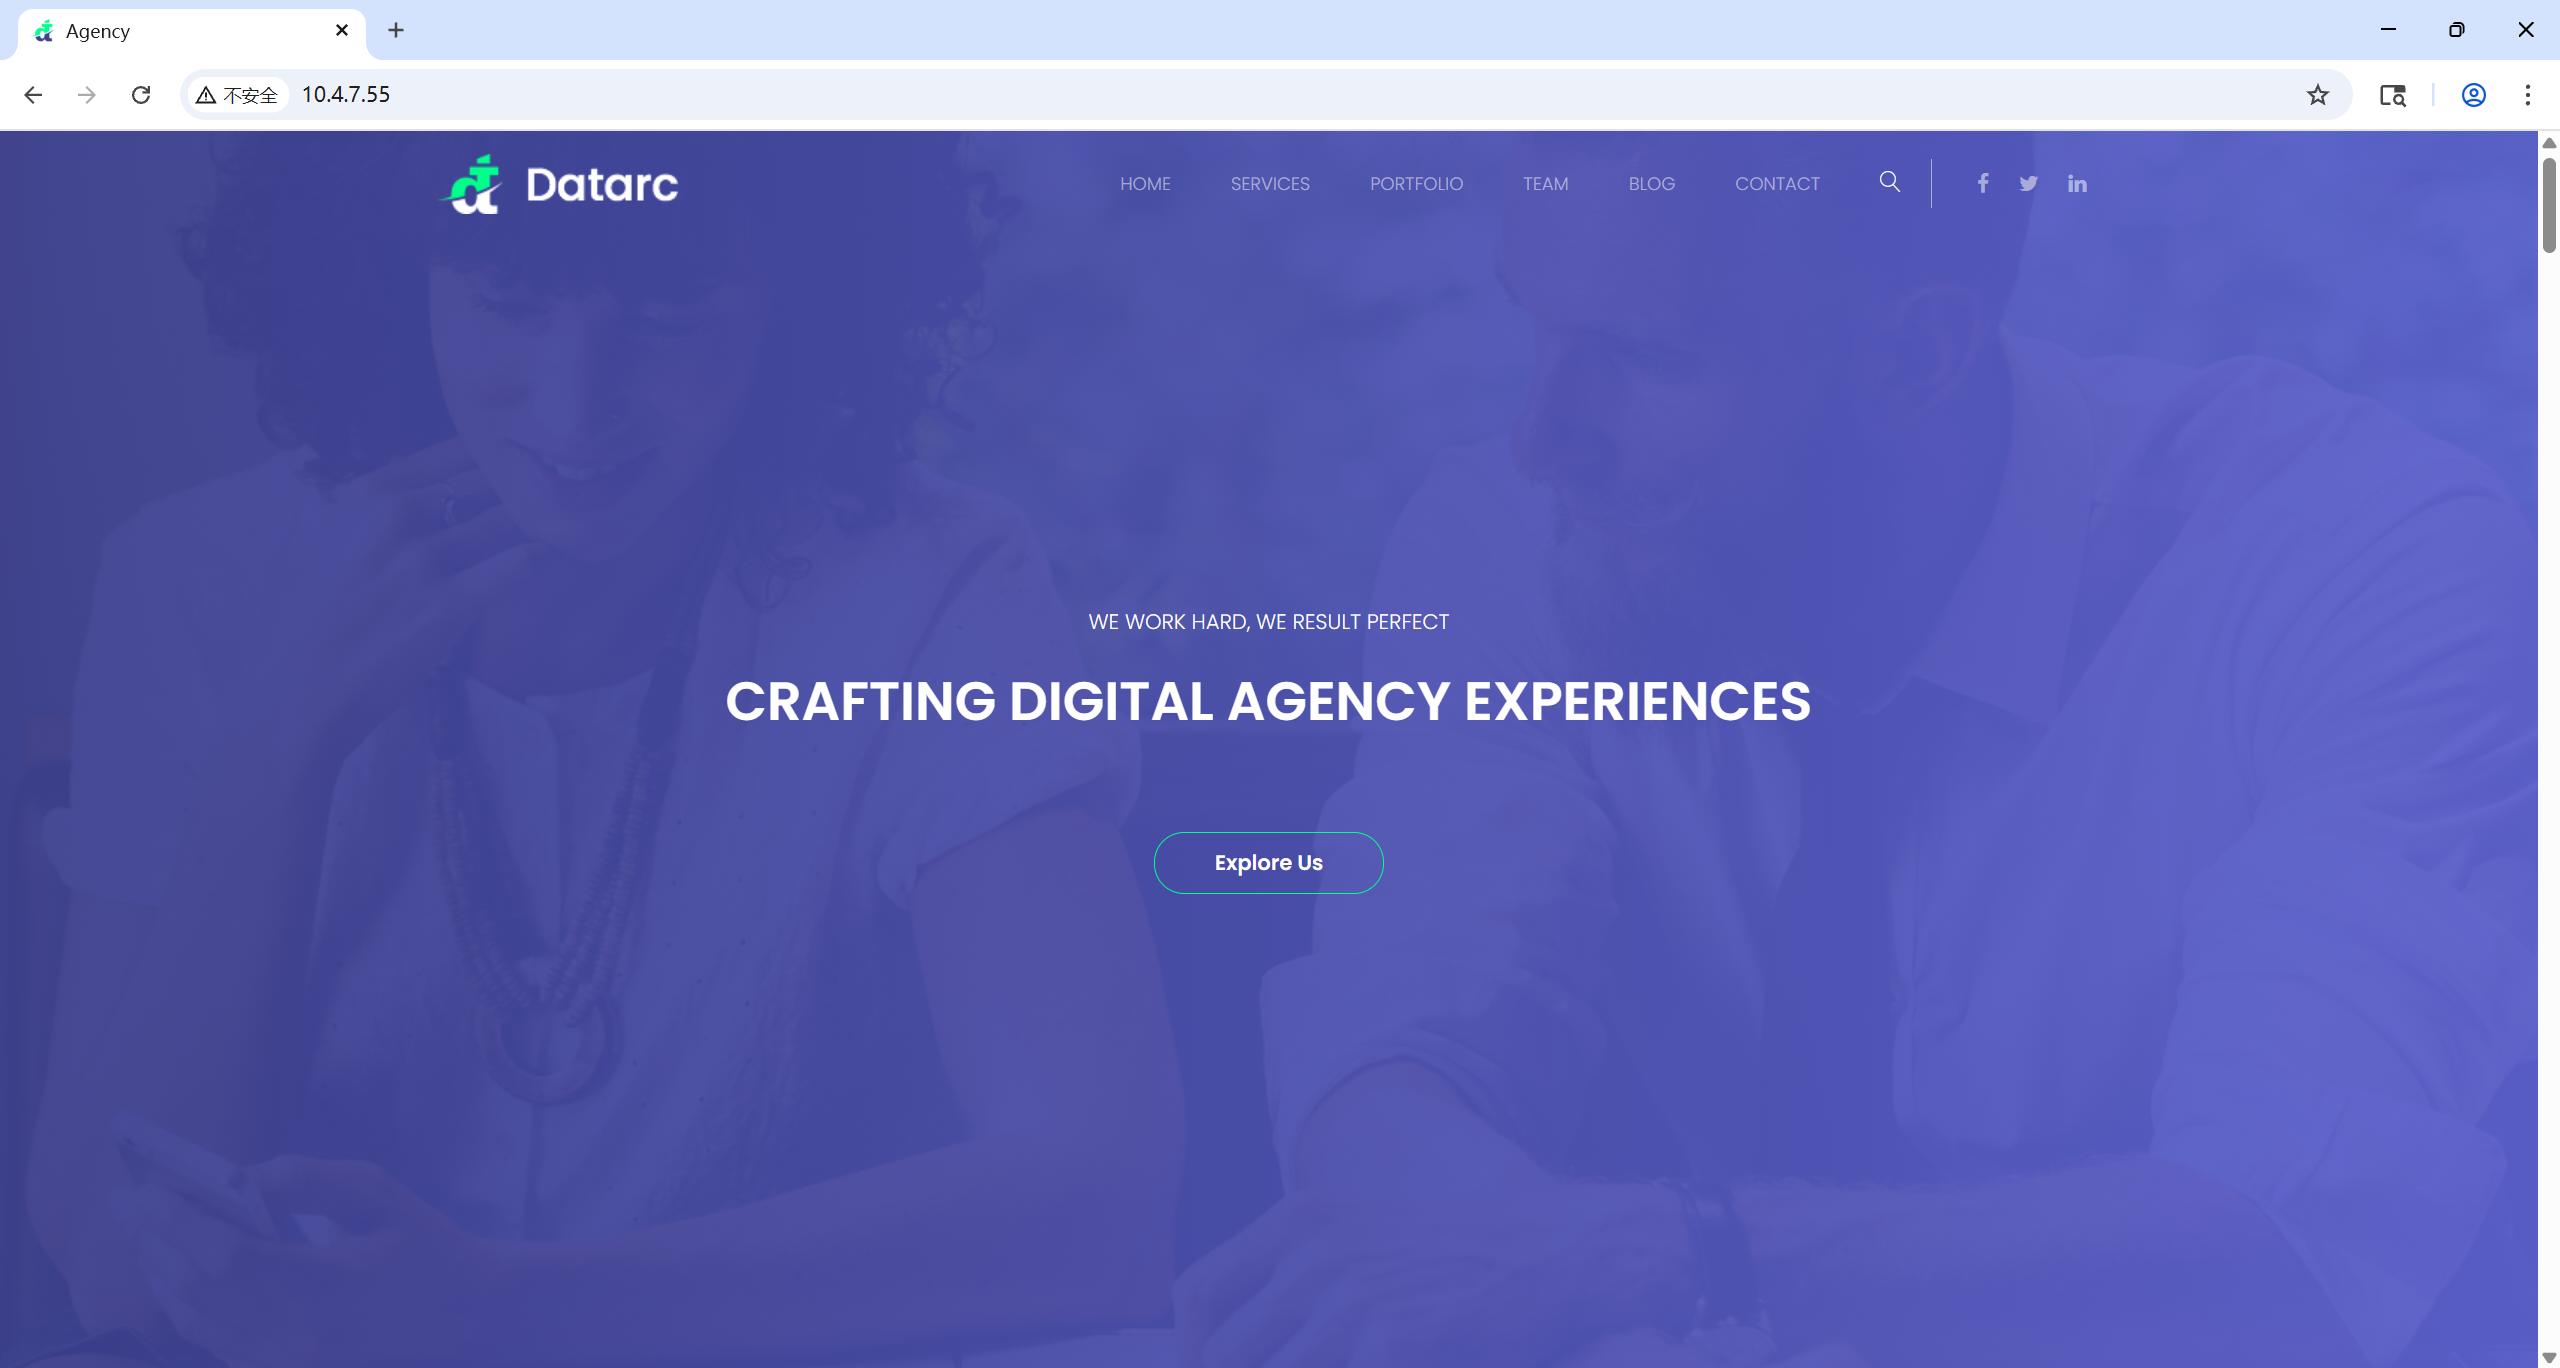 Agency
不安全
10.4.7.55
Datarc
HOME SERVICES PORTFOLIO TEAM BLOG CONTACT
WE WORK HARD, WE RESULT PERFECT
CRAFTING DIGITAL AGENCY EXPERIENCES
Explore Us